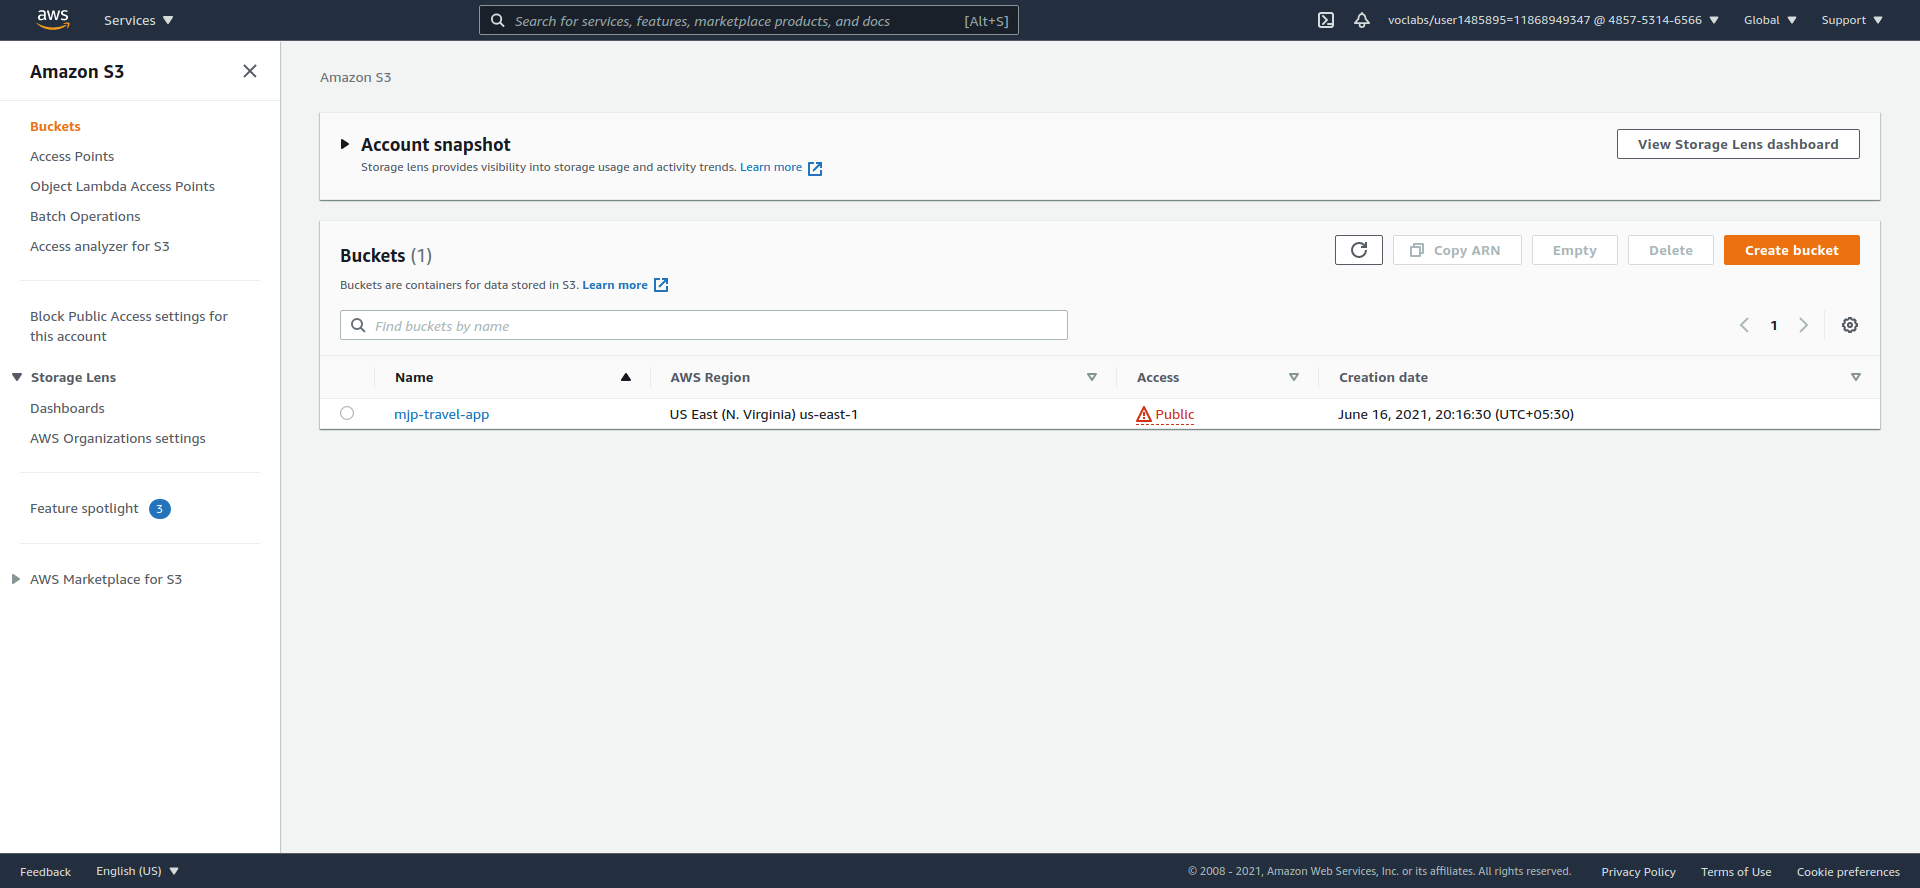 aws Services Search for services, features, marketplace products, and docs [Alt+S] voclabs/user1485895=11868949347 @ 4857-5314-6566 Global Support
Amazon S3
Buckets
Access Points
Object Lambda Access Points
Batch Operations
Access analyzer for S3
Block Public Access settings for
this account
Storage Lens
Dashboards
AWS Organizations settings
Feature spotlight 3
AWS Marketplace for S3
Amazon S3
Account snapshot
Storage lens provides visibility into storage usage and activity trends. Learn more
View Storage Lens dashboard
Buckets (1)
Copy ARN Empty Delete Create bucket
Buckets are containers for data stored in S3. Learn more
Find buckets by name
1
Name AWS Region Access Creation date
mjp-travel-app US East (N. Virginia) us-east-1 Public June 16, 2021, 20:16:30 (UTC+05:30)
Feedback English (US) © 2008 - 2021, Amazon Web Services, Inc. or its affiliates. All rights reserved. Privacy Policy Terms of Use Cookie preferences